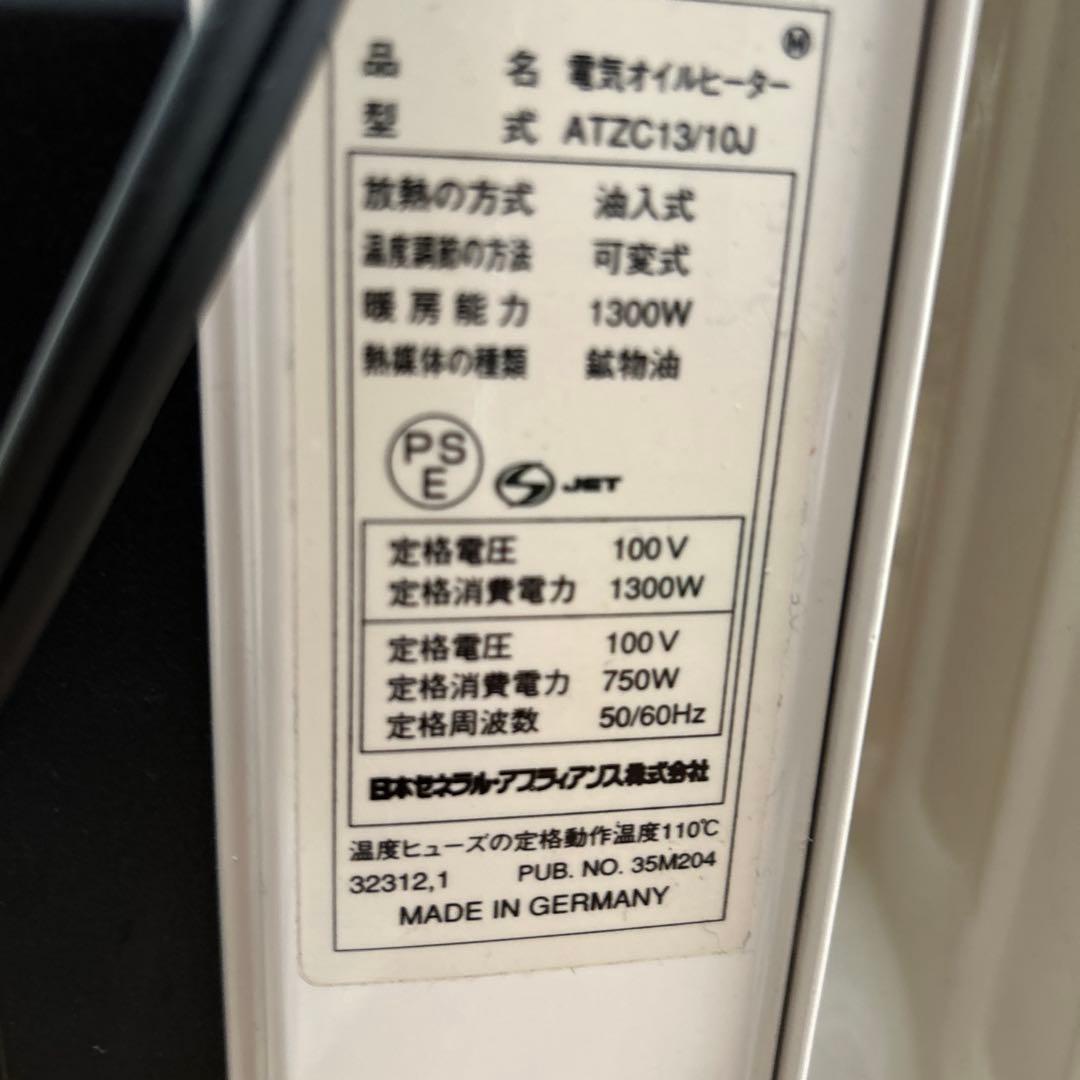 M
品 名 電気オイルヒーター
型 式 ATZC13/10J
放熱の方式 油入式
温度調節の方法 可変式
暖房能力 1300W
熱媒体の種類 鉱物油
PS
E
JET
定格電圧 100V
定格消費電力 1300W
定格電圧 100V
定格消費電力 750W
定格周波数 50/60Hz
日本ゼネラル・アプライアンス株式会社
温度ヒューズの定格動作温度110℃
32312,1 PUB. NO. 35M204
MADE IN GERMANY